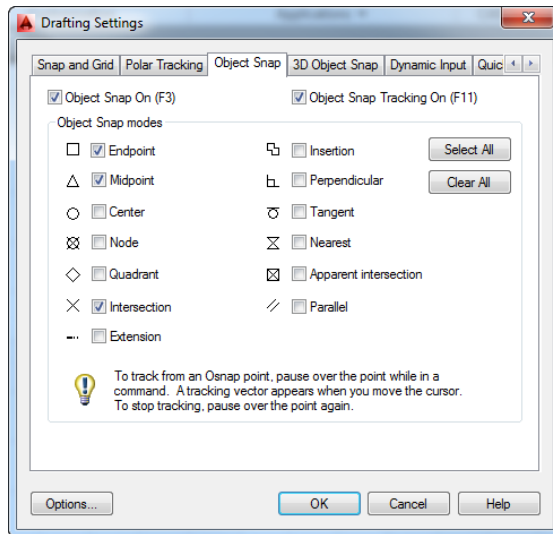 Drafting Settings
Snap and Grid Polar Tracking Object Snap 3D Object Snap Dynamic Input Quic
Object Snap On (F3) Object Snap Tracking On (F11)
Object Snap modes
Endpoint Insertion Select All
Midpoint Perpendicular Clear All
Center Tangent
Node Nearest
Quadrant Apparent intersection
Intersection Parallel
Extension
To track from an Osnap point, pause over the point while in a
command. A tracking vector appears when you move the cursor.
To stop tracking, pause over the point again.
Options... OK Cancel Help